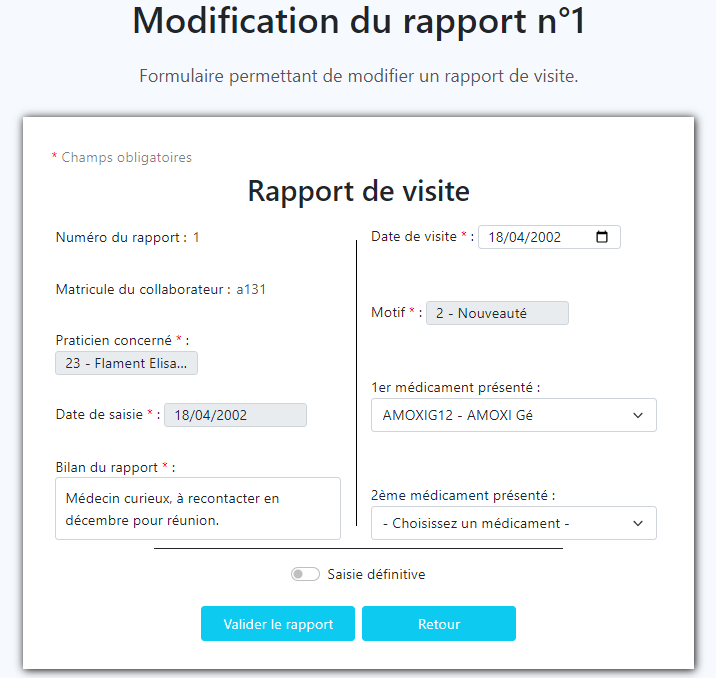 Modification du rapport n°1
Formulaire permettant de modifier un rapport de visite.
* Champs obligatoires
Rapport de visite
Numéro du rapport : 1
Matricule du collaborateur : a131
Praticien concerné * :
23 - Flament Elisa...
Date de saisie * : 18/04/2002
Bilan du rapport * :
Médecin curieux, à recontacter en
décembre pour réunion.
Date de visite * : 18/04/2002
Motif * : 2 - Nouveauté
1er médicament présenté :
AMOXIG12 - AMOXI Gé
2ème médicament présenté :
- Choisissez un médicament -
Saisie définitive
Valider le rapport
Retour